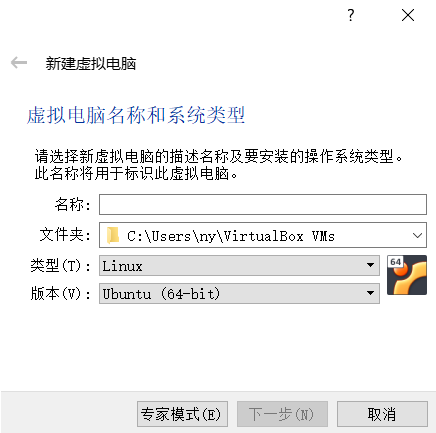 ?
新建虚拟电脑
虚拟电脑名称和系统类型
请选择新虚拟电脑的描述名称及要安装的操作系统类型。
此名称将用于标识此虚拟电脑。
名称:
文件夹: C:\Users\ny\VirtualBox VMs
类型(T): Linux
64
版本(V): Ubuntu (64-bit)
专家模式(E) 下一步(N) 取消